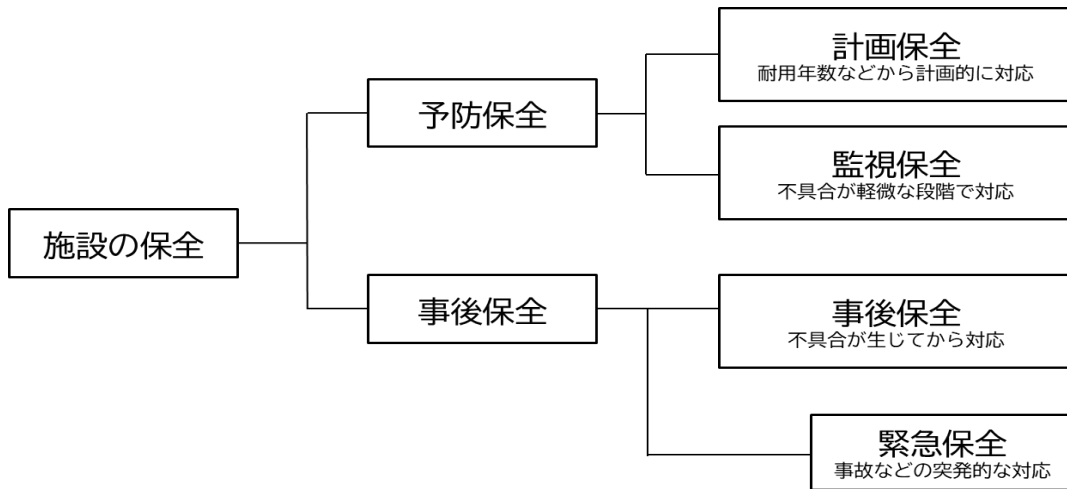 施設の保全
予防保全
計画保全
耐用年数などから計画的に対応
監視保全
不具合が軽微な段階で対応
事後保全
事後保全
不具合が生じてから対応
緊急保全
事故などの突発的な対応